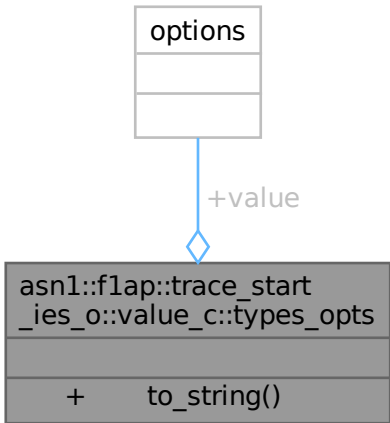 options
+value
asn1::f1ap::trace_start
_ies_o::value_c::types_opts
+ to_string()